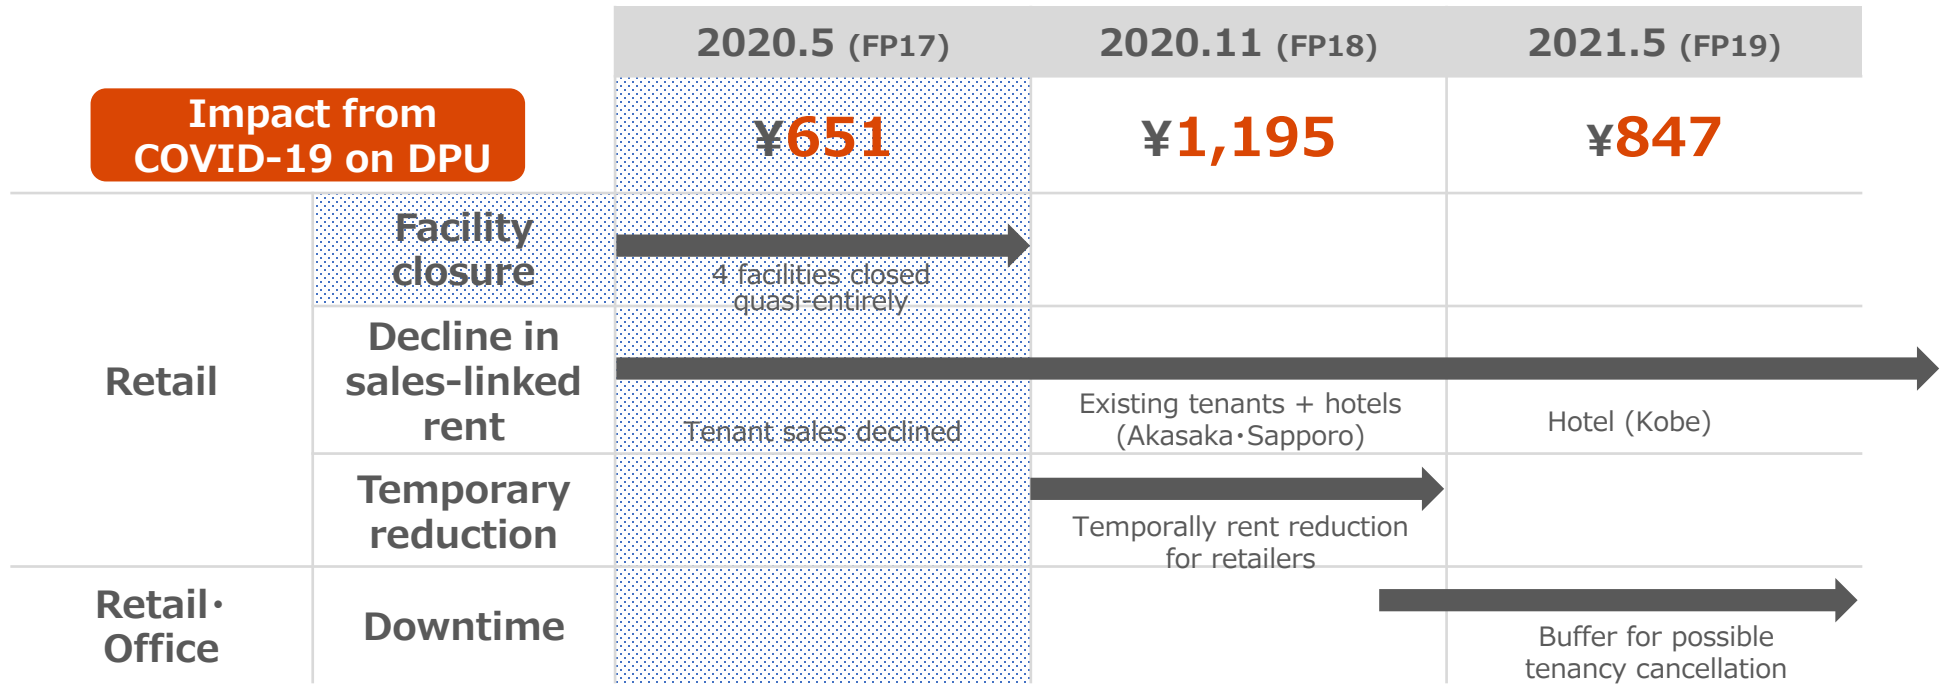 2020.5 (FP17)
2020.11 (FP18)
2021.5 (FP19)
Impact from
COVID-19 on DPU
¥651
¥1,195
¥847
Retail
Facility
closure
4 facilities closed
quasi-entirely
Decline in
sales-linked
rent
Tenant sales declined
Existing tenants + hotels
(Akasaka･Sapporo)
Hotel (Kobe)
Temporary
reduction
Temporally rent reduction
for retailers
Retail･
Office
Downtime
Buffer for possible
tenancy cancellation